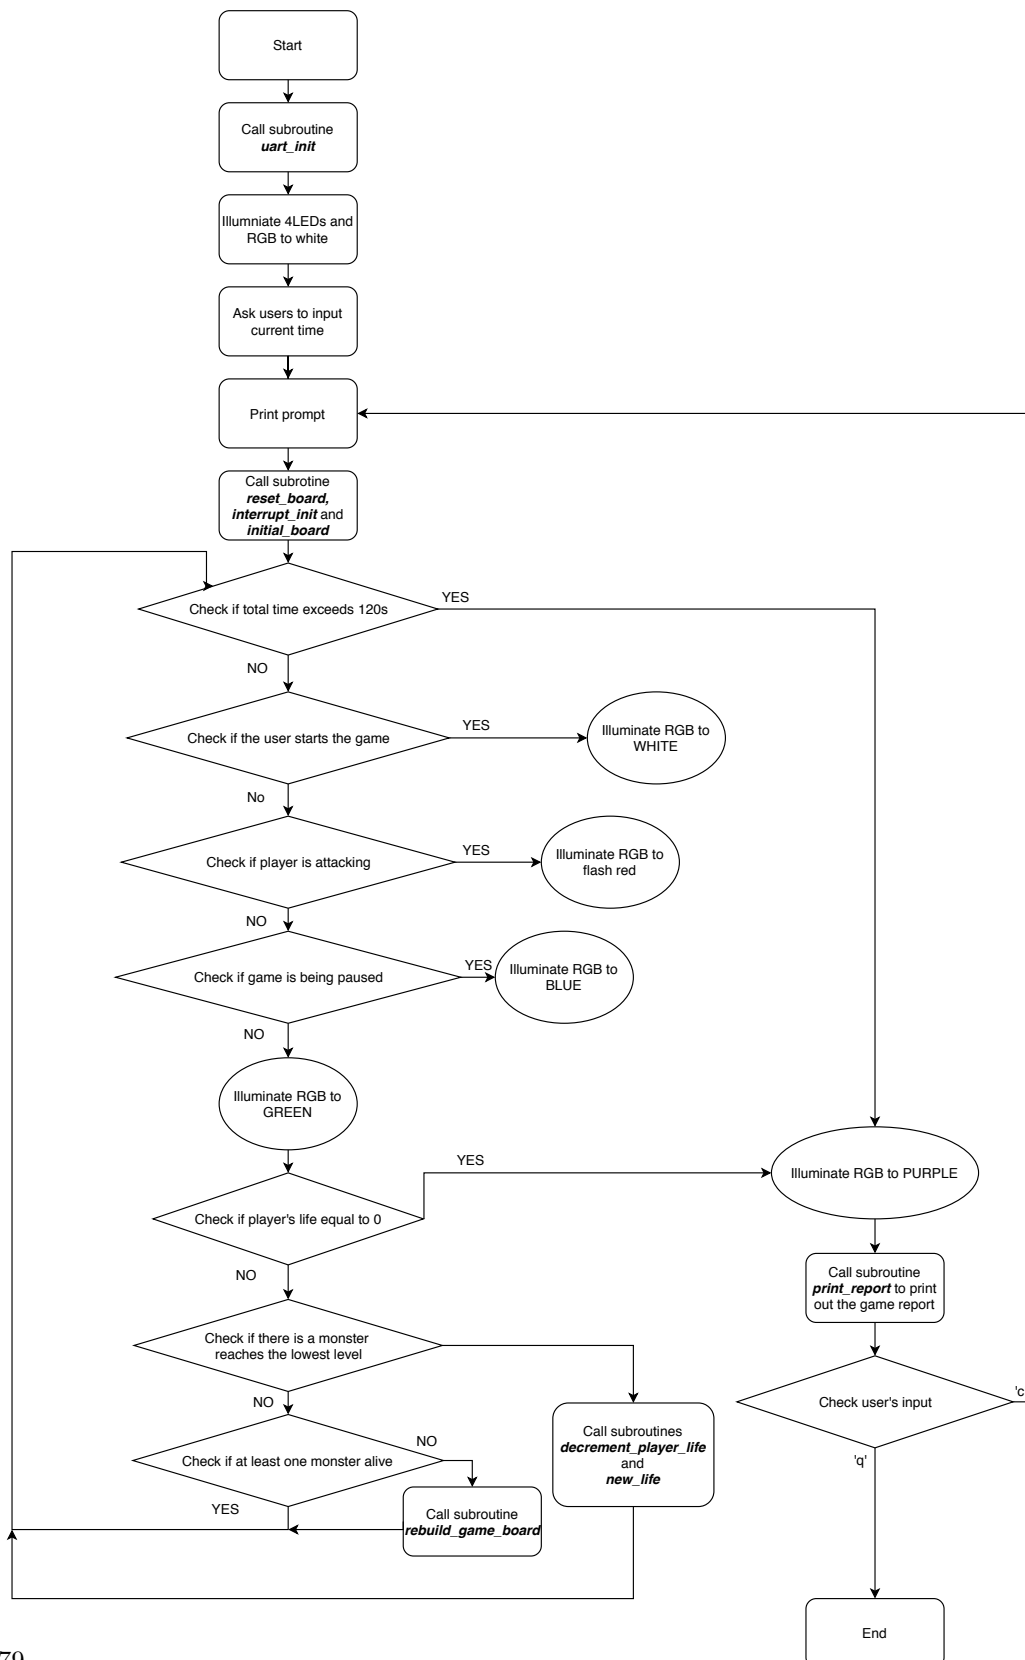 Start
Call subroutine
uart_init
Illumniate 4LEDs and
RGB to white
Ask users to input
current time
Print prompt
Call subrotine
reset_board,
interrupt_init and
initial_board
Check if total time exceeds 120s
YES
NO
Check if the user starts the game
YES
Illuminate RGB to
WHITE
No
Check if player is attacking
YES
Illuminate RGB to
flash red
NO
Check if game is being paused
YES
Illuminate RGB to
BLUE
NO
Illuminate RGB to
GREEN
YES
Illuminate RGB to PURPLE
Check if player's life equal to 0
NO
Call subroutine
print_report to print
out the game report
Check if there is a monster
reaches the lowest level
NO
Check user's input
'c
'q'
Call subroutines
decrement_player_life
and
new_life
Check if at least one monster alive
NO
YES
Call subroutine
rebuild_game_board
End
79